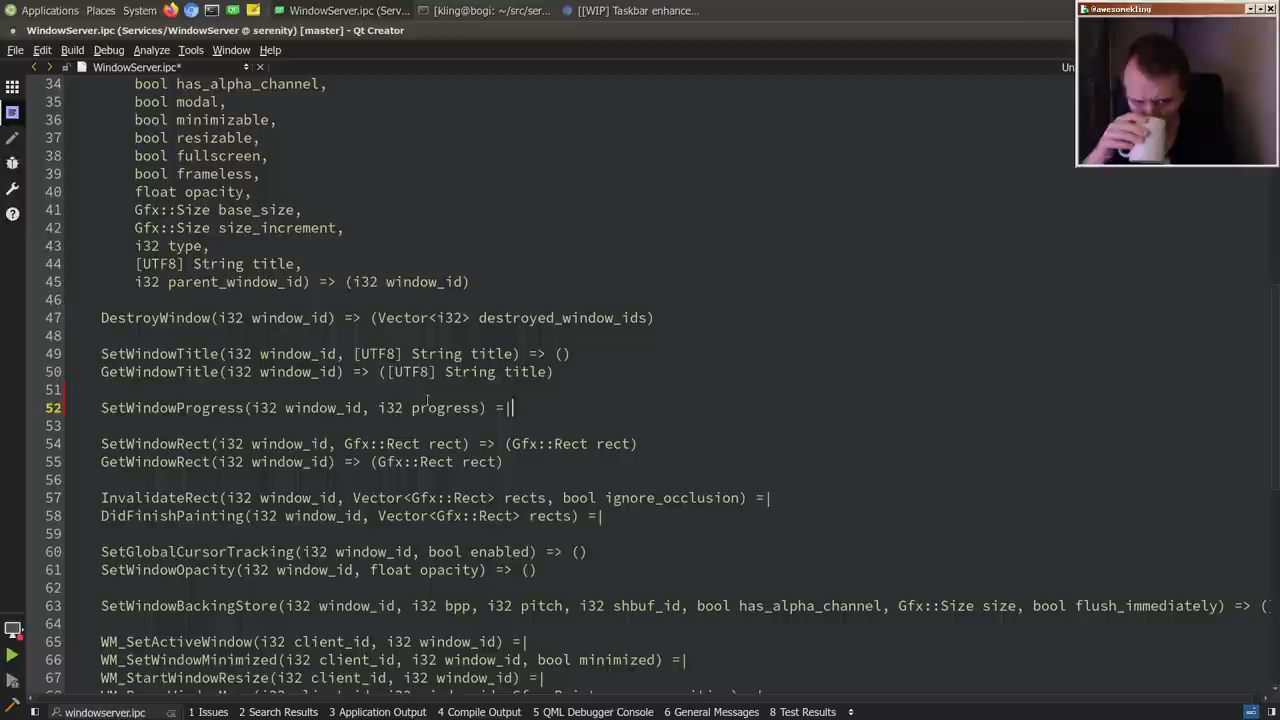 Applications Places System MarketingServer.ipc (Serv... [kling@bogi: ~/src/ser... [[WIP] Taskbar enhance...
@awesomekling
WindowServer.ipc (Services/WindowServer @ serenity) [master] - Qt Creator
File Edit Build Debug Analyze Tools Window Help
WindowServer.ipc* Un
34 bool has_alpha_channel,
35 bool modal,
36 bool minimizable,
37 bool resizable,
38 bool fullscreen,
39 bool frameless,
40 float opacity,
41 Gfx::Size base_size,
42 Gfx::Size size_increment,
43 i32 type,
44 [UTF8] String title,
45 i32 parent_window_id) => (i32 window_id)
46
47 DestroyWindow(i32 window_id) => (Vector<i32> destroyed_window_ids)
48
49 SetWindowTitle(i32 window_id, [UTF8] String title) => ()
50 GetWindowTitle(i32 window_id) => ([UTF8] String title)
51
52 SetWindowProgress(i32 window_id, i32 progress) =|
53
54 SetWindowRect(i32 window_id, Gfx::Rect rect) => (Gfx::Rect rect)
55 GetWindowRect(i32 window_id) => (Gfx::Rect rect)
56
57 InvalidateRect(i32 window_id, Vector<Gfx::Rect> rects, bool ignore_occlusion) =|
58 DidFinishPainting(i32 window_id, Vector<Gfx::Rect> rects) =|
59
60 SetGlobalCursorTracking(i32 window_id, bool enabled) => ()
61 SetWindowOpacity(i32 window_id, float opacity) => ()
62
63 SetWindowBackingStore(i32 window_id, i32 bpp, i32 pitch, i32 shbuf_id, bool has_alpha_channel, Gfx::Size size, bool flush_immediately) => (
64
65 WM_SetActiveWindow(i32 client_id, i32 window_id) =|
66 WM_SetWindowMinimized(i32 client_id, i32 window_id, bool minimized) =|
67 WM_StartWindowResize(i32 client_id, i32 window_id) =|
windowserver.ipc 1 Issues 2 Search Results 3 Application Output 4 Compile Output 5 QML Debugger Console 6 General Messages 8 Test Results